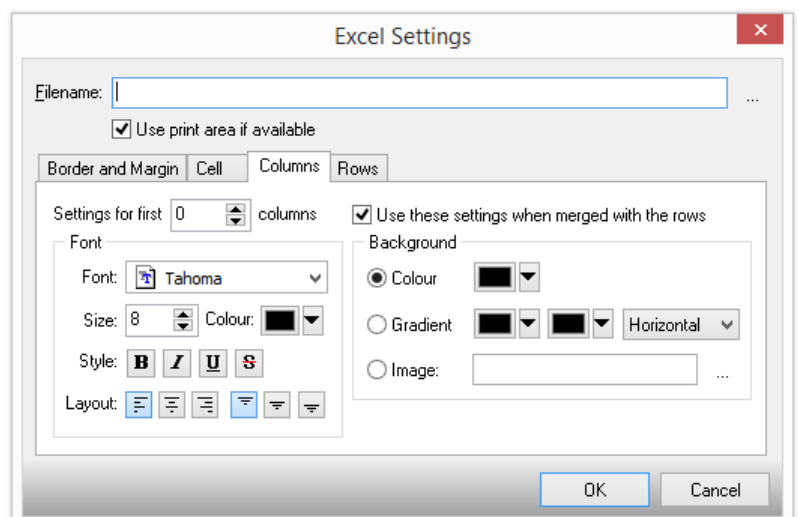 Excel Settings
Filename: ...
Use print area if available
Border and Margin Cell Columns Rows
Settings for first 0 columns Use these settings when merged with the rows
Font Background
Font: Tahoma Colour
Size: 8 Colour: Gradient Horizontal
Style: B I U S Image: ...
Layout:
OK Cancel